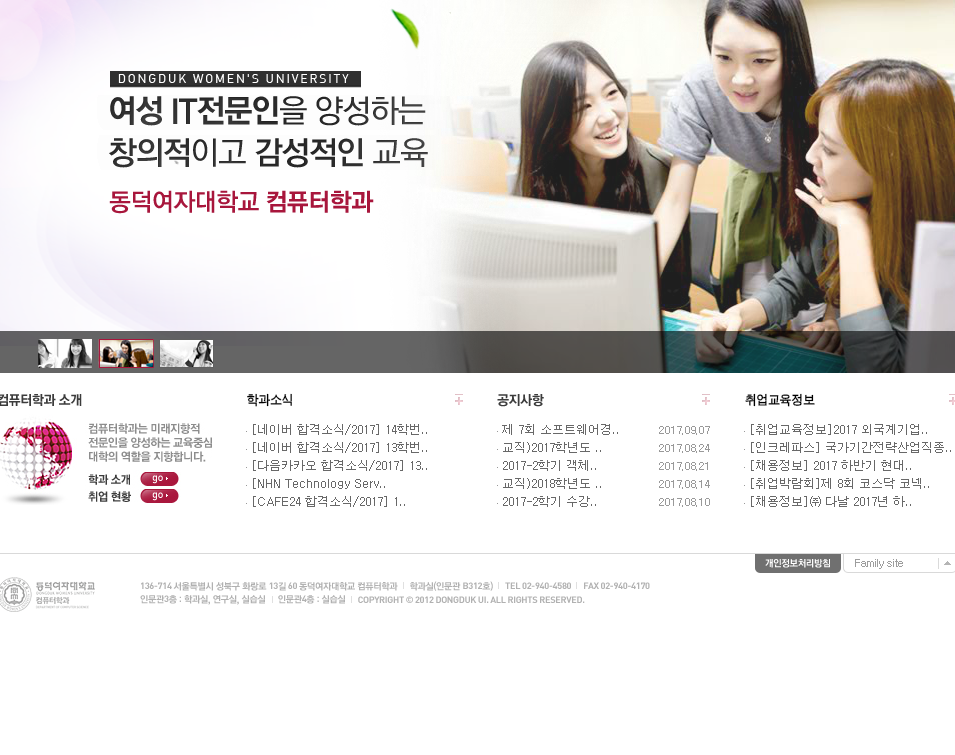 DONGDUK WOMEN'S UNIVERSITY
여성 IT전문인을 양성하는
창의적이고 감성적인 교육
동덕여자대학교 컴퓨터학과
컴퓨터학과 소개
컴퓨터학과는 미래지향적
전문인을 양성하는 교육중심
대학의 역할을 지향합니다.
학과 소개 go
취업 현황 go
학과소식
[네이버 합격소식/2017] 14학번..
[네이버 합격소식/2017] 13학번..
[다음카카오 합격소식/2017] 13..
[NHN Technology Serv..
[CAFE24 합격소식/2017] 1..
공지사항
제 7회 소프트웨어경.. 2017.09.07
교직)2017학년도 .. 2017.08.24
2017-2학기 객체.. 2017.08.21
교직)2018학년도 .. 2017.08.14
2017-2학기 수강.. 2017.08.10
취업교육정보
[취업교육정보]2017 외국계기업..
[인크레파스] 국가기간전략산업직종..
[채용정보] 2017 하반기 현대..
[취업박람회]제 8회 코스닥 코넥..
[채용정보]㈜ 다날 2017년 하..
개인정보처리방침
Family site
동덕여자대학교
DONGDUK WOMEN'S UNIVERSITY
컴퓨터학과
136-714 서울특별시 성북구 화랑로 13길 60 동덕여자대학교 컴퓨터학과 | 학과실(인문관 B312호) | TEL 02-940-4580 | FAX 02-940-4170
인문관3층 : 학과실, 연구실, 실습실 | 인문관4층 : 실습실 | COPYRIGHT © 2012 DONGDUK UI. ALL RIGHTS RESERVED.